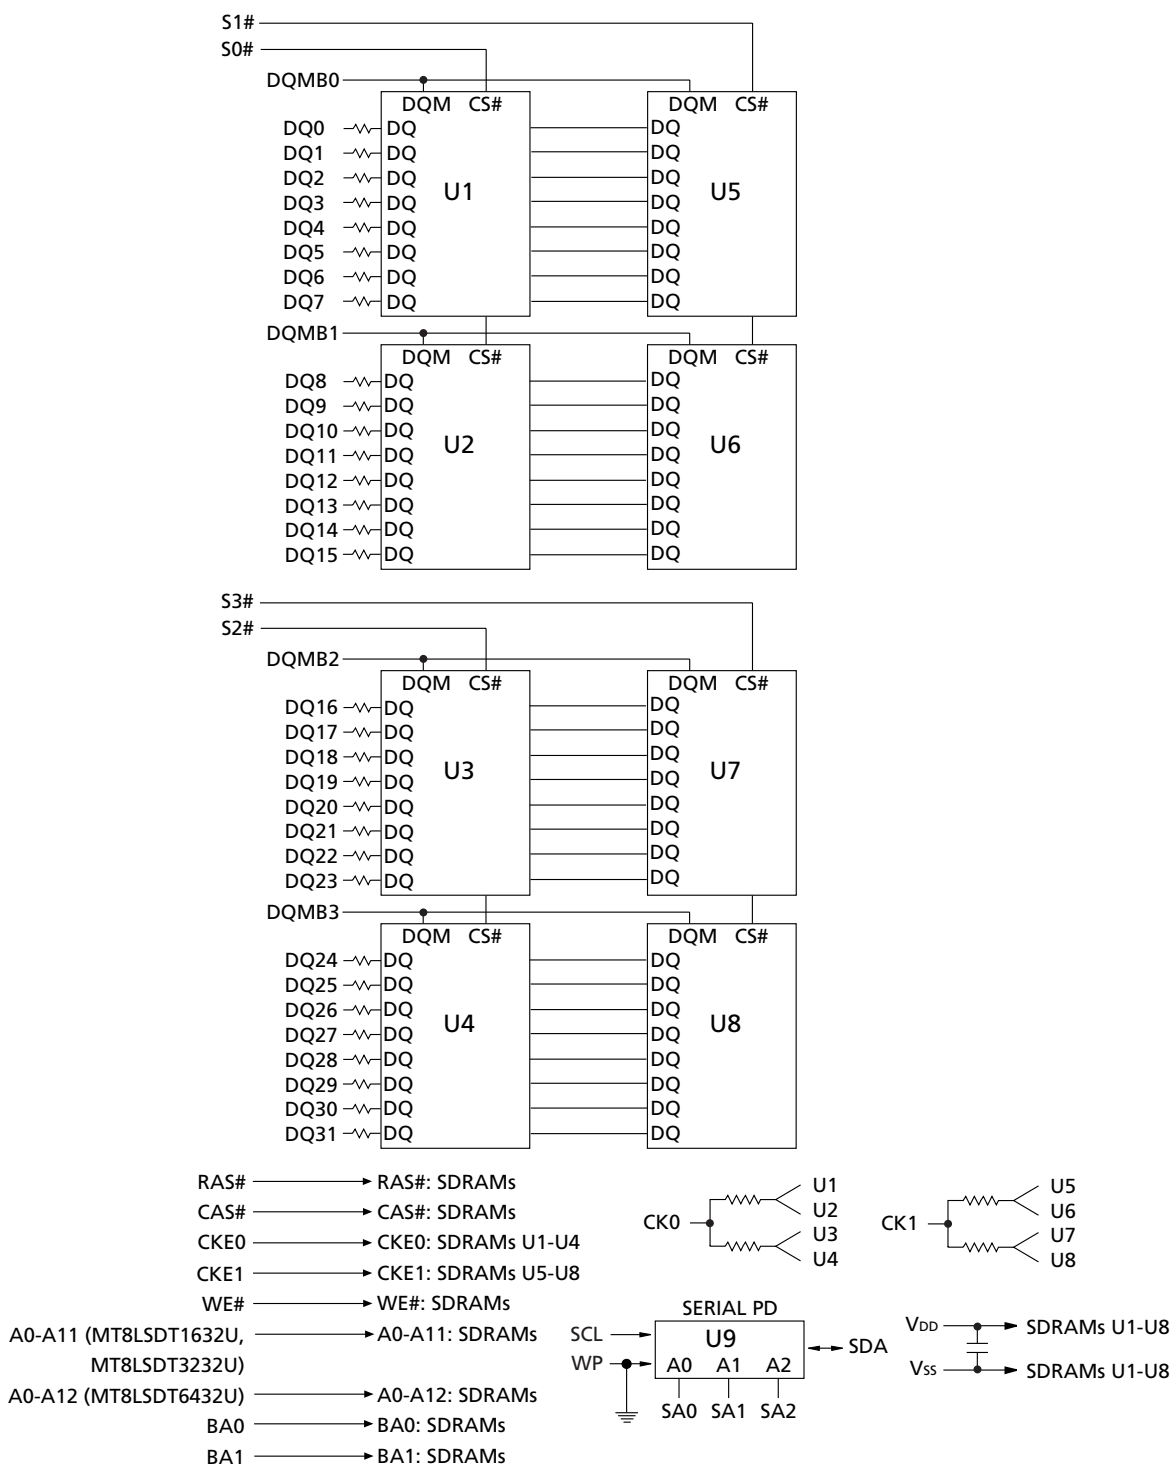 S1#
S0#
DQMB0
DQM CS# DQM CS#
DQ0 DQ DQ
DQ1 DQ DQ
DQ2 DQ DQ
U1 U5
DQ3 DQ DQ
DQ4 DQ DQ
DQ5 DQ DQ
DQ6 DQ DQ
DQ7 DQ DQ
DQMB1
DQM CS# DQM CS#
DQ8 DQ DQ
DQ9 DQ DQ
DQ10 DQ DQ
U2 U6
DQ11 DQ DQ
DQ12 DQ DQ
DQ13 DQ DQ
DQ14 DQ DQ
DQ15 DQ DQ
S3#
S2#
DQMB2
DQM CS# DQM CS#
DQ16 DQ DQ
DQ17 DQ DQ
DQ18 DQ DQ
U3 U7
DQ19 DQ DQ
DQ20 DQ DQ
DQ21 DQ DQ
DQ22 DQ DQ
DQ23 DQ DQ
DQMB3
DQM CS# DQM CS#
DQ24 DQ DQ
DQ25 DQ DQ
DQ26 DQ DQ
U4 U8
DQ27 DQ DQ
DQ28 DQ DQ
DQ29 DQ DQ
DQ30 DQ DQ
DQ31 DQ DQ
RAS# RAS#: SDRAMs
CAS# CAS#: SDRAMs
CKE0 CKE0: SDRAMs U1-U4
CKE1 CKE1: SDRAMs U5-U8
WE# WE#: SDRAMs
A0-A11 (MT8LSDT1632U, A0-A11: SDRAMs
MT8LSDT3232U)
A0-A12 (MT8LSDT6432U) A0-A12: SDRAMs
BA0 BA0: SDRAMs
BA1 BA1: SDRAMs
CK0
U1
U2
U3
U4
CK1
U5
U6
U7
U8
SERIAL PD
SCL U9
SDA
WP A0 A1 A2
SA0 SA1 SA2
VDD SDRAMs U1-U8
Vss SDRAMs U1-U8